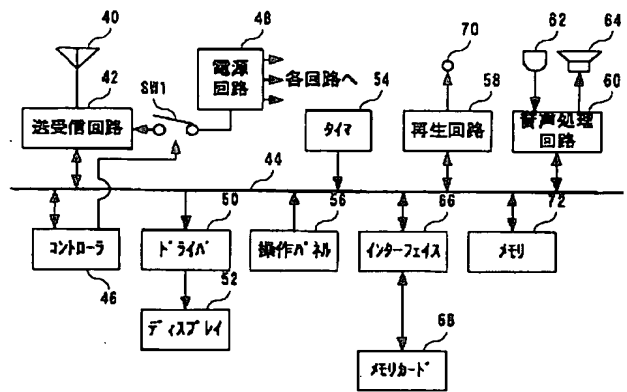 40
48
70
62
64
42
SW1
電源
回路
各回路へ
54
58
60
送受信回路
タイマ
再生回路
音声処理
回路
44
50
56
66
72
コントローラ
ドライバ
操作パネル
インターフェイス
メモリ
46
52
ディスプレイ
68
メモリカード